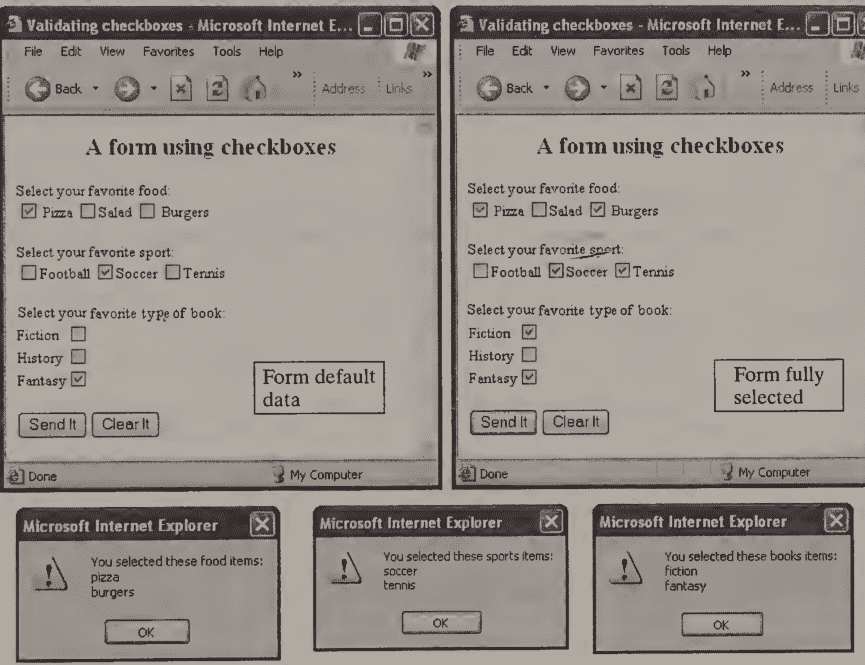 Validating checkboxes - Microsoft Internet E...
File Edit View Favorites Tools Help
Back » Address Links »
A form using checkboxes
Select your favorite food:
Pizza Salad Burgers
Select your favorite sport:
Football Soccer Tennis
Select your favorite type of book:
Fiction
History
Fantasy
Form default
data
Send It Clear It
Done My Computer
Validating checkboxes - Microsoft Internet E...
File Edit View Favorites Tools Help
Back » Address Links
A form using checkboxes
Select your favorite food:
Pizza Salad Burgers
Select your favorite sport:
Football Soccer Tennis
Select your favorite type of book:
Fiction
History
Fantasy
Form fully
selected
Send It Clear It
Done My Computer
Microsoft Internet Explorer
You selected these food items:
pizza
burgers
OK
Microsoft Internet Explorer
You selected these sports items:
soccer
tennis
OK
Microsoft Internet Explorer
You selected these books items:
fiction
fantasy
OK